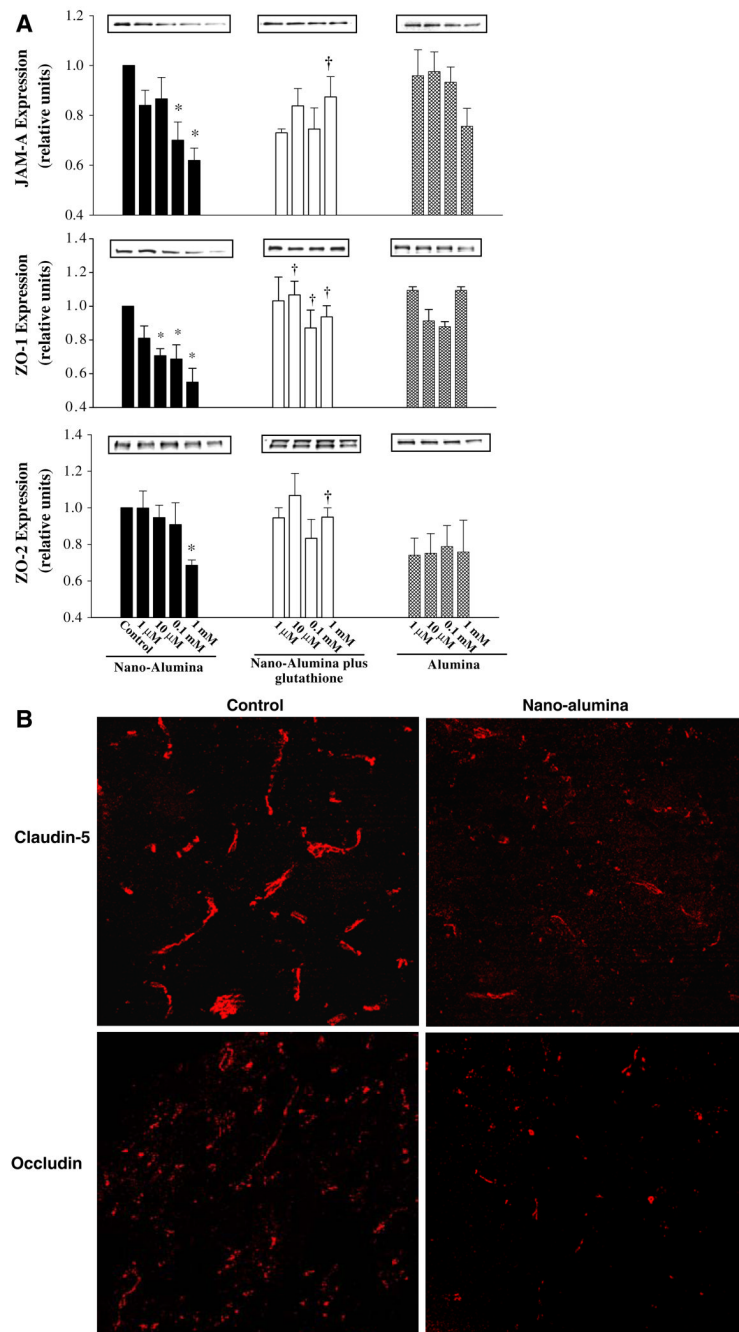 A
JAM-A Expression
(relative units)
1.2
1.0
0.8
0.6
0.4
* *
†
ZO-1 Expression
(relative units)
1.4
1.2
1.0
0.8
0.6
0.4
* * *
† † †
ZO-2 Expression
(relative units)
1.4
1.2
1.0
0.8
0.6
0.4
*
†
Control 1 µM 10 µM 0.1 mM 1 mM
1 µM 10 µM 0.1 mM 1 mM
1 µM 10 µM 0.1 mM 1 mM
Nano-Alumina
Nano-Alumina plus
glutathione
Alumina
B
Control Nano-alumina
Claudin-5
Occludin